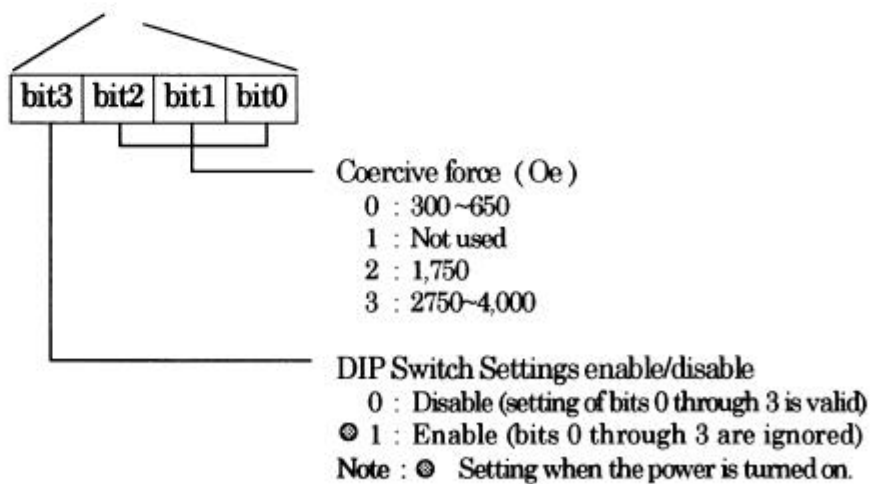 bit3 bit2 bit1 bit0
Coercive force ( Oe )
0 : 300~650
1 : Not used
2 : 1,750
3 : 2750~4,000
DIP Switch Settings enable/disable
0 : Disable (setting of bits 0 through 3 is valid)
◎ 1 : Enable (bits 0 through 3 are ignored)
Note : ◎ Setting when the power is turned on.